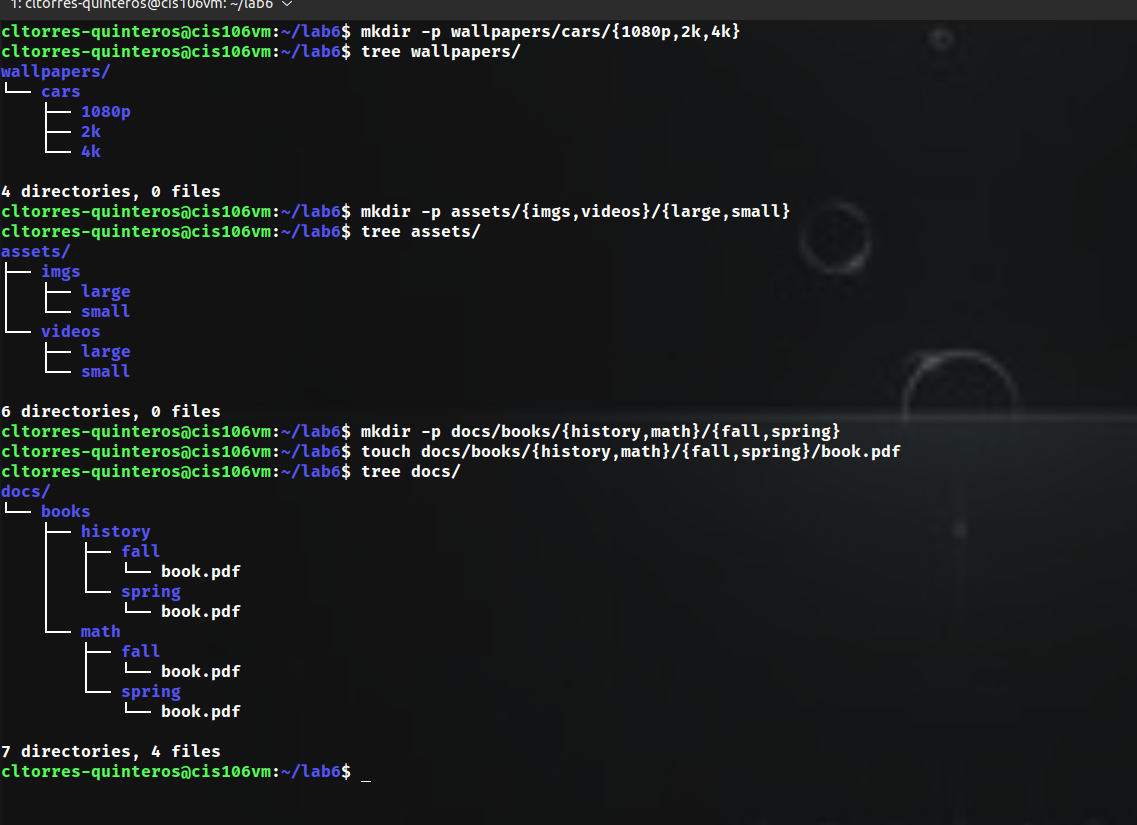 1: cltorres-quinteros@cis106vm: ~/lab6
cltorres-quinteros@cis106vm:~/lab6$ mkdir -p wallpapers/cars/{1080p,2k,4k}
cltorres-quinteros@cis106vm:~/lab6$ tree wallpapers/
wallpapers/
└── cars
    ├── 1080p
    ├── 2k
    └── 4k
4 directories, 0 files
cltorres-quinteros@cis106vm:~/lab6$ mkdir -p assets/{imgs,videos}/{large,small}
cltorres-quinteros@cis106vm:~/lab6$ tree assets/
assets/
├── imgs
│   ├── large
│   └── small
└── videos
    ├── large
    └── small
6 directories, 0 files
cltorres-quinteros@cis106vm:~/lab6$ mkdir -p docs/books/{history,math}/{fall,spring}
cltorres-quinteros@cis106vm:~/lab6$ touch docs/books/{history,math}/{fall,spring}/book.pdf
cltorres-quinteros@cis106vm:~/lab6$ tree docs/
docs/
└── books
    ├── history
    │   ├── fall
    │   │   └── book.pdf
    │   └── spring
    │       └── book.pdf
    └── math
        ├── fall
        │   └── book.pdf
        └── spring
            └── book.pdf
7 directories, 4 files
cltorres-quinteros@cis106vm:~/lab6$ _